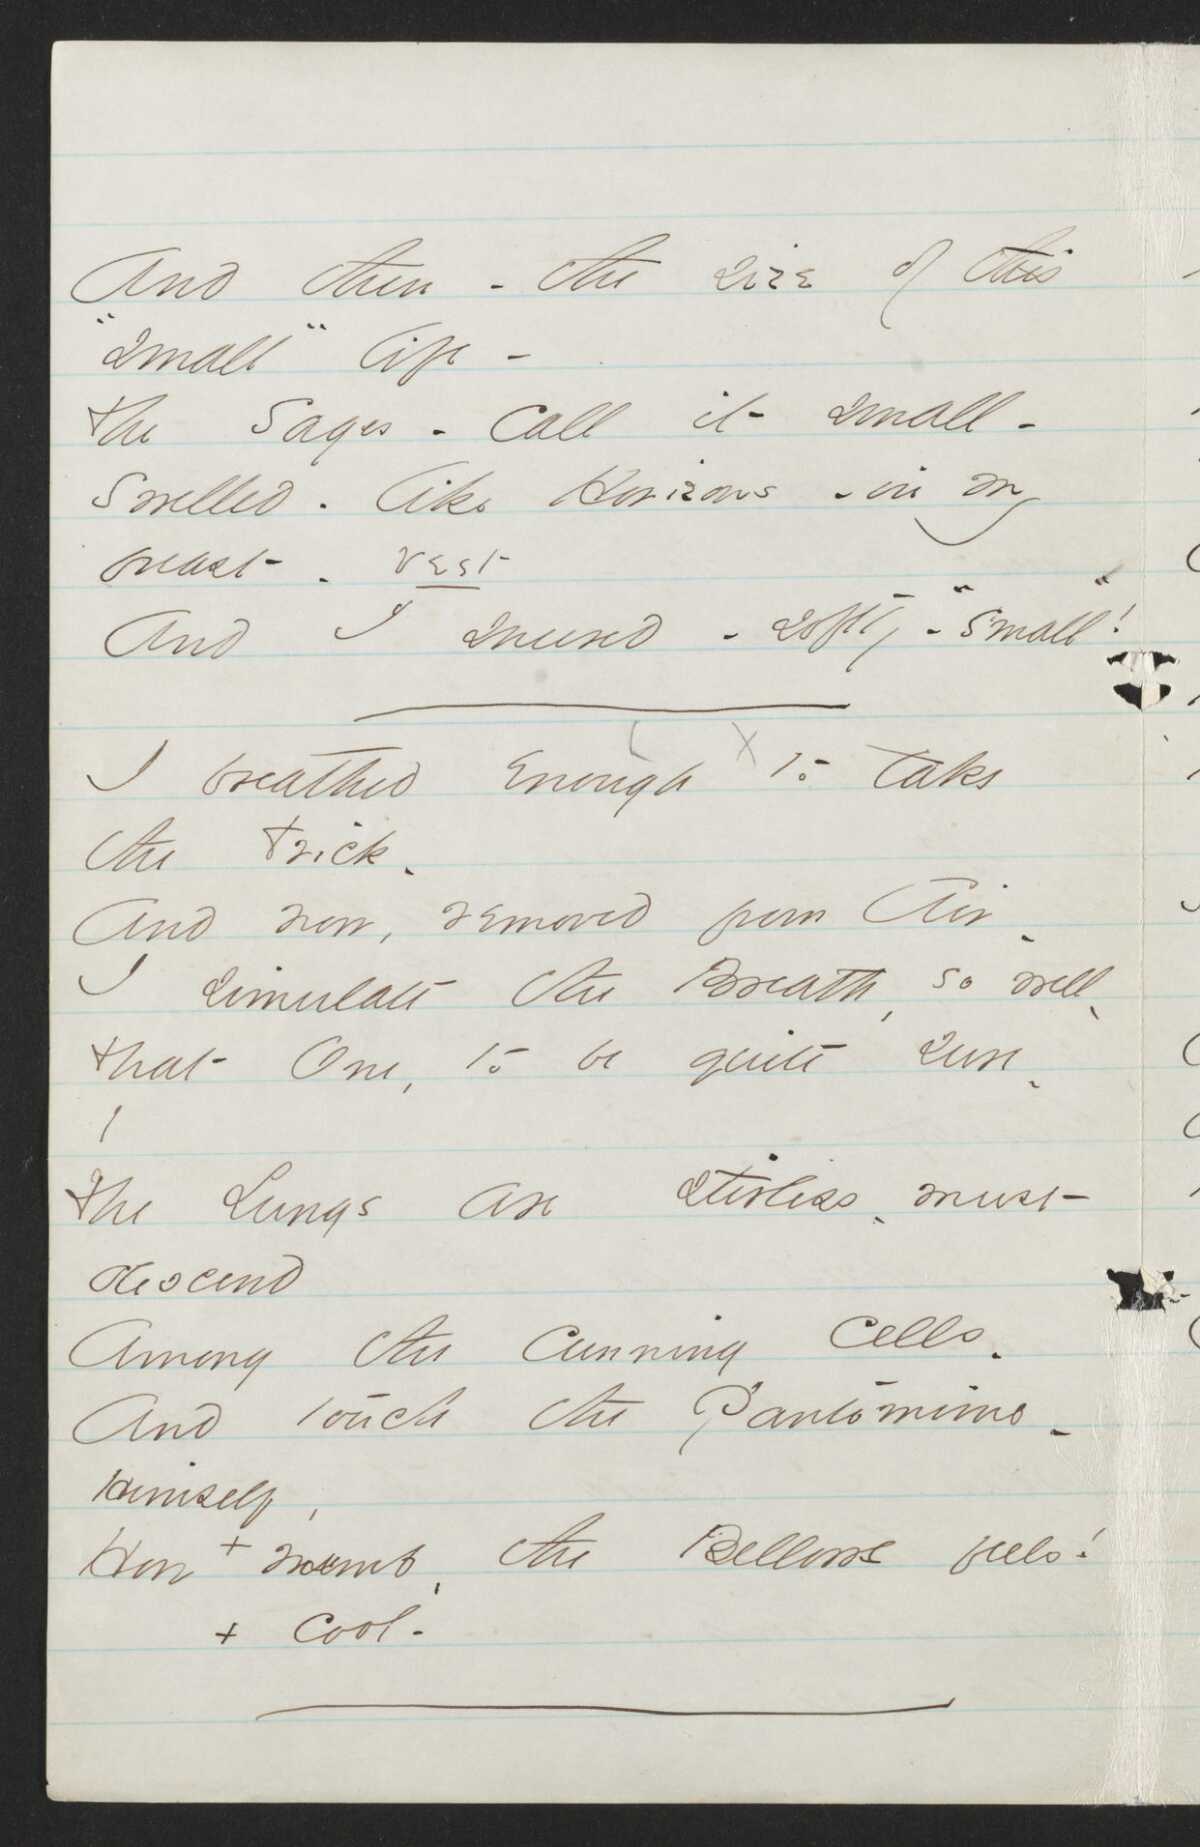 And then - the size of this
"small" life -
The Sages - call it small -
Swelled - like Horizons - in my
breast - vest
And I sneered - softly - "Small"!
I breathed enough to take
the Trick -
And now, removed from Air -
I simulate the Breath, so well -
That One, to be quite sure -
The Lungs are stirless - must
descend
Among the cunning cells -
And touch the Pantomime -
Himself,
How + numb, the Bellows feels!
+ cool -